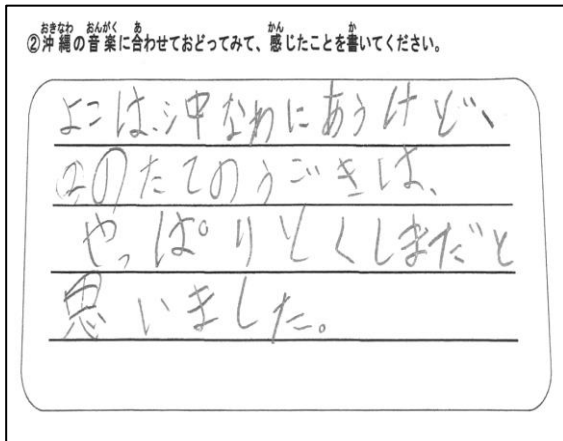 ②沖縄の音楽に合わせておどってみて、感じたことを書いてください。
よこは、沖なわにあうけど、
②のたてのうごきは、
やっぱりとくしまだと
思いました。